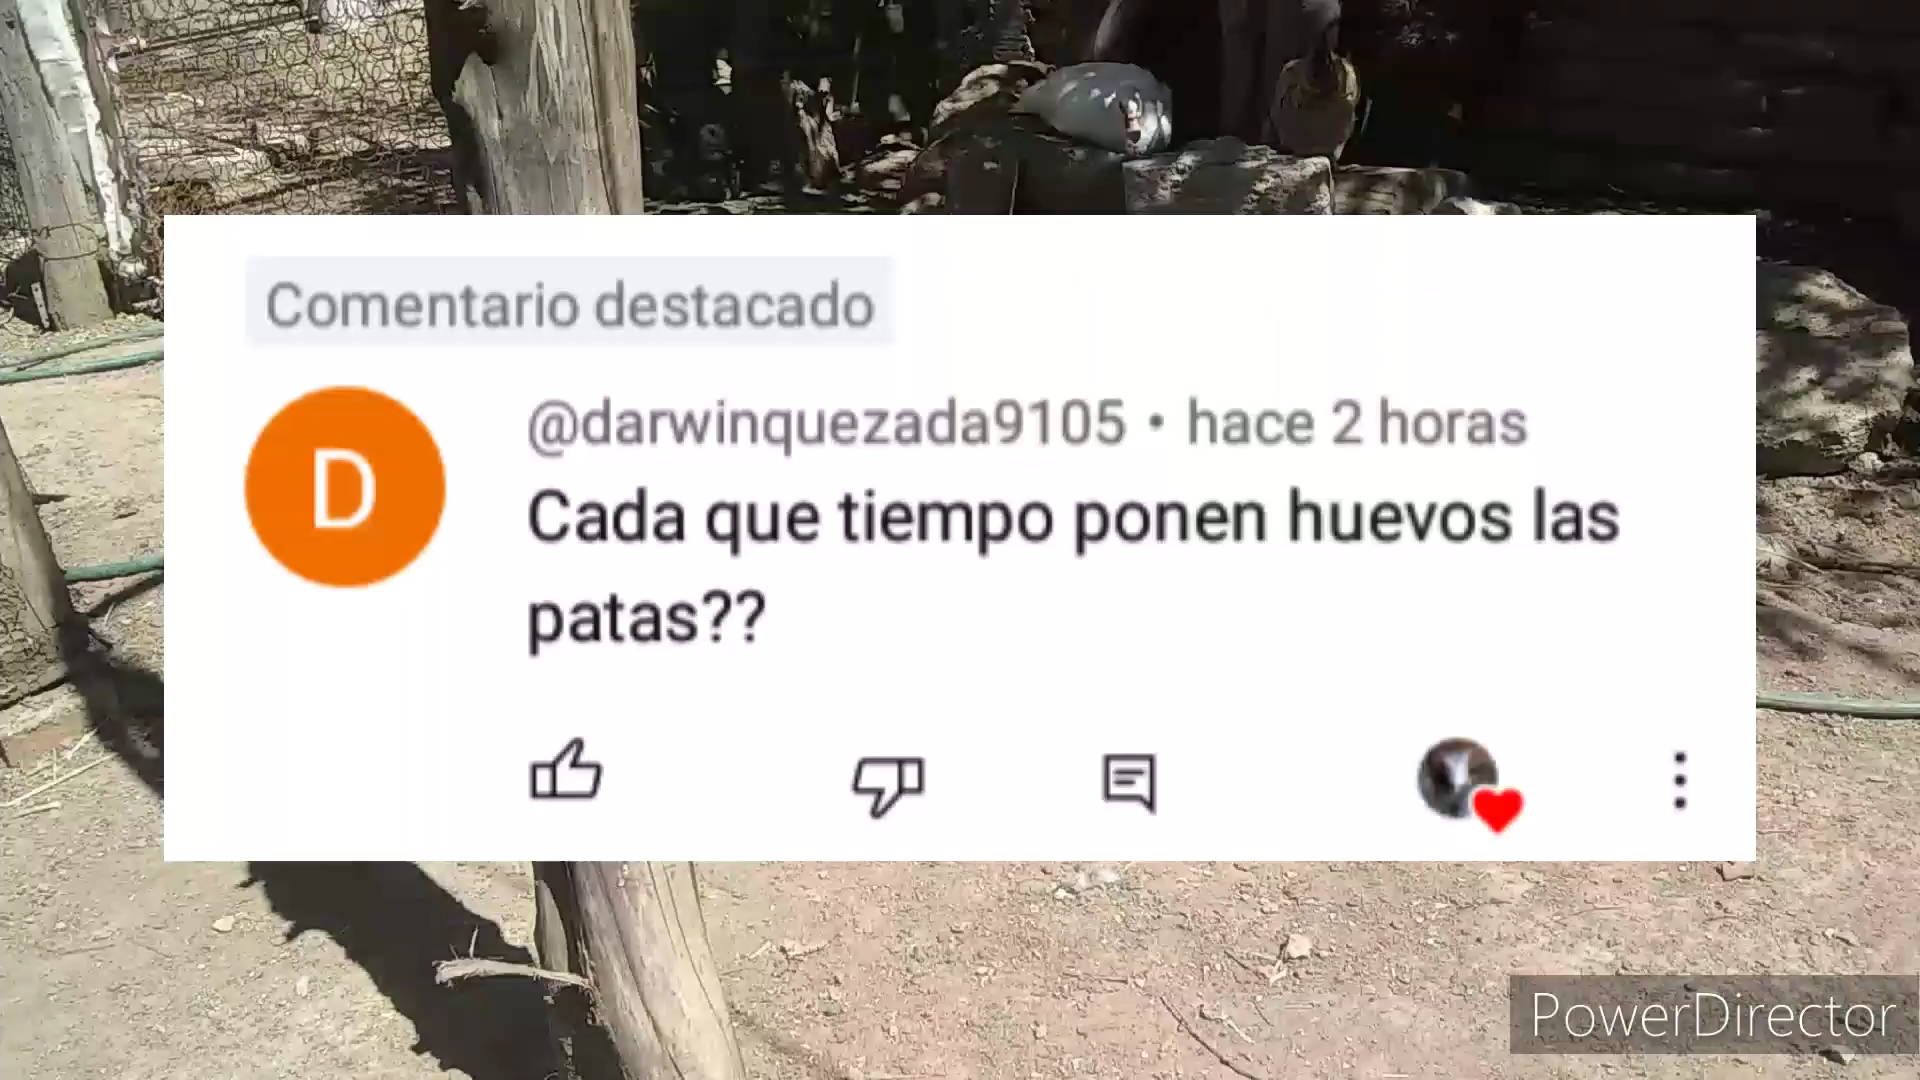 Comentario destacado
D
@darwinquezada9105 • hace 2 horas
Cada que tiempo ponen huevos las
patas??
PowerDirector